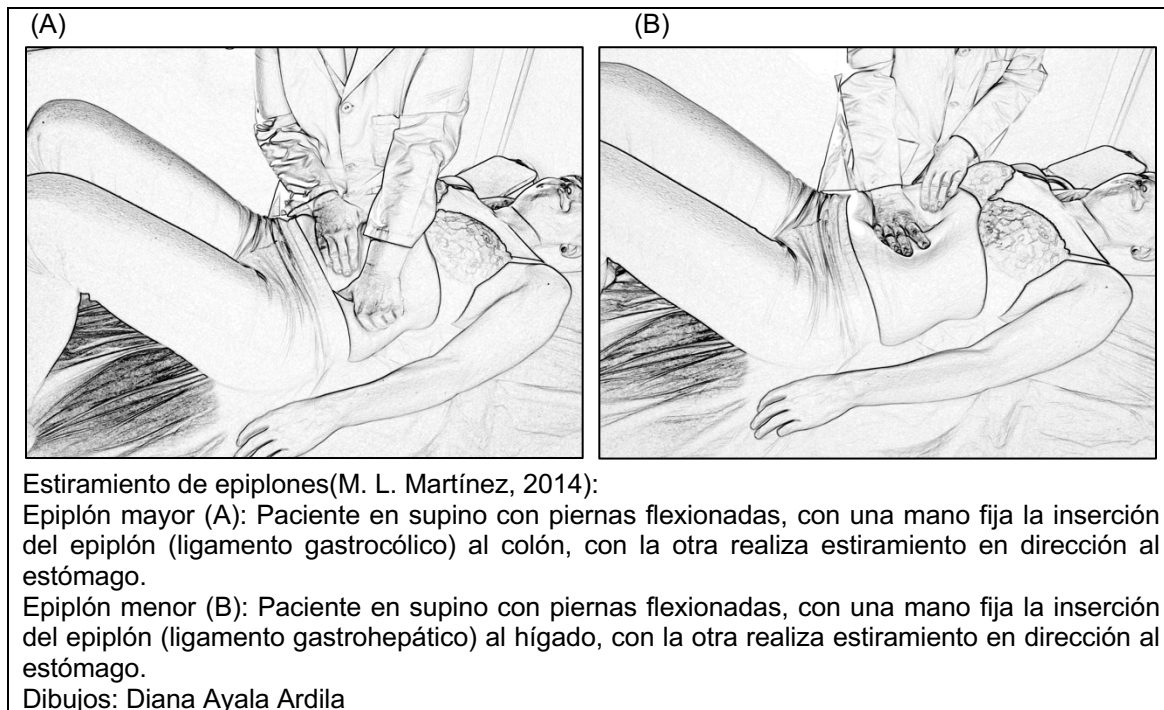 (A) (B)
Estiramiento de epiplones(M. L. Martínez, 2014):
Epiplón mayor (A): Paciente en supino con piernas flexionadas, con una mano fija la inserción
del epiplón (ligamento gastrocólico) al colón, con la otra realiza estiramiento en dirección al
estómago.
Epiplón menor (B): Paciente en supino con piernas flexionadas, con una mano fija la inserción
del epiplón (ligamento gastrohepático) al hígado, con la otra realiza estiramiento en dirección al
estómago.
Dibujos: Diana Ayala Ardila